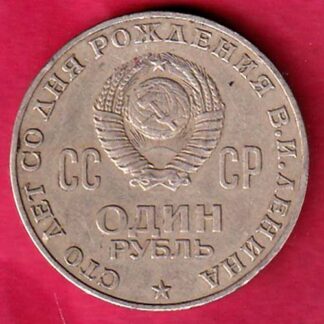 СТО ЛЕТ СО ДНЯ РОЖДЕНИЯ В.И.ЛЕНИНА
СС СР
ОДИН
РУБЛЬ